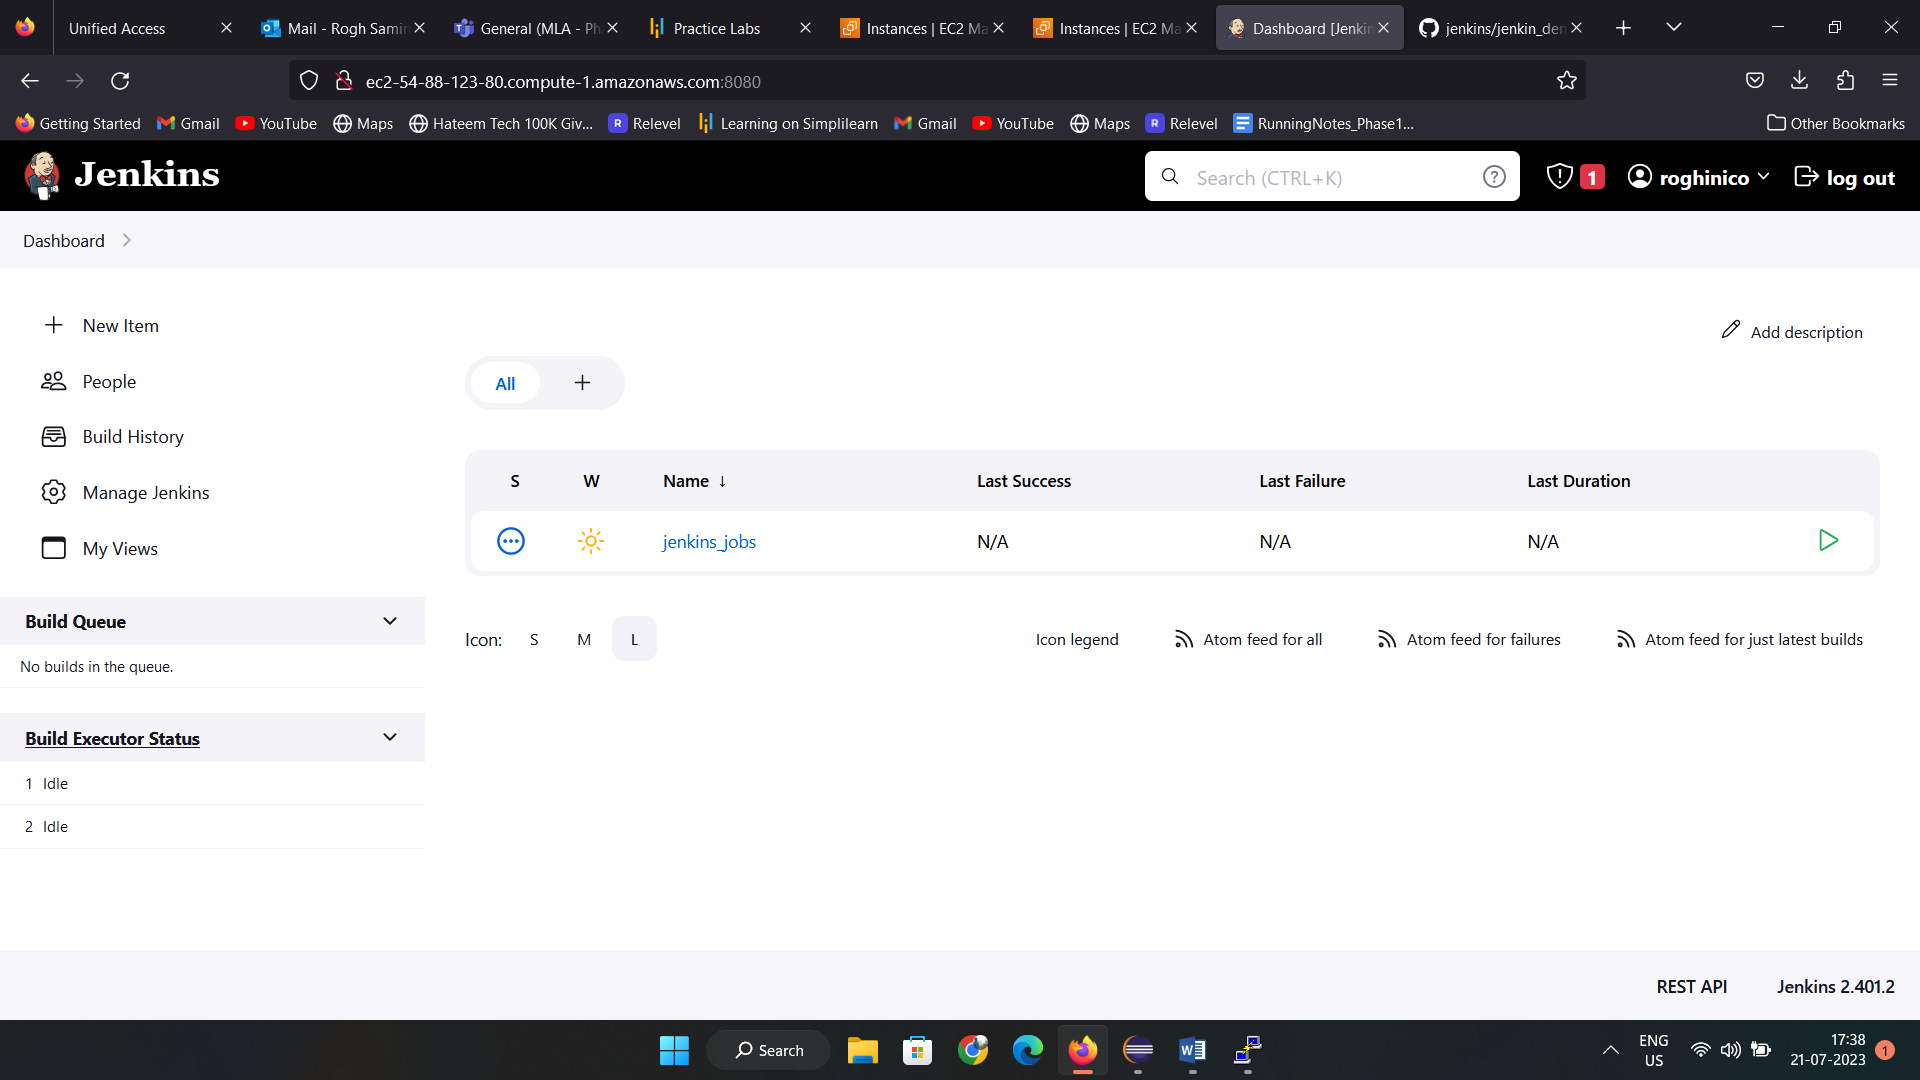 Unified Access
Mail - Rogh Samin
General (MLA - Ph
Practice Labs
Instances | EC2 Ma
Instances | EC2 Ma
Dashboard [Jenkin
jenkins/jenkin_den
ec2-54-88-123-80.compute-1.amazonaws.com:8080
Getting Started
Gmail
YouTube
Maps
Hateem Tech 100K Giv...
Relevel
Learning on Simplilearn
Gmail
YouTube
Maps
Relevel
RunningNotes_Phase1...
Other Bookmarks
Jenkins
Search (CTRL+K)
1
roghinico
log out
Dashboard
New Item
People
Build History
Manage Jenkins
My Views
Build Queue
No builds in the queue.
Build Executor Status
1 Idle
2 Idle
Add description
All
S W Name ↓ Last Success Last Failure Last Duration
jenkins_jobs N/A N/A N/A
Icon: S M L
Icon legend
Atom feed for all
Atom feed for failures
Atom feed for just latest builds
REST API
Jenkins 2.401.2
Search
ENG
US
17:38
21-07-2023
1